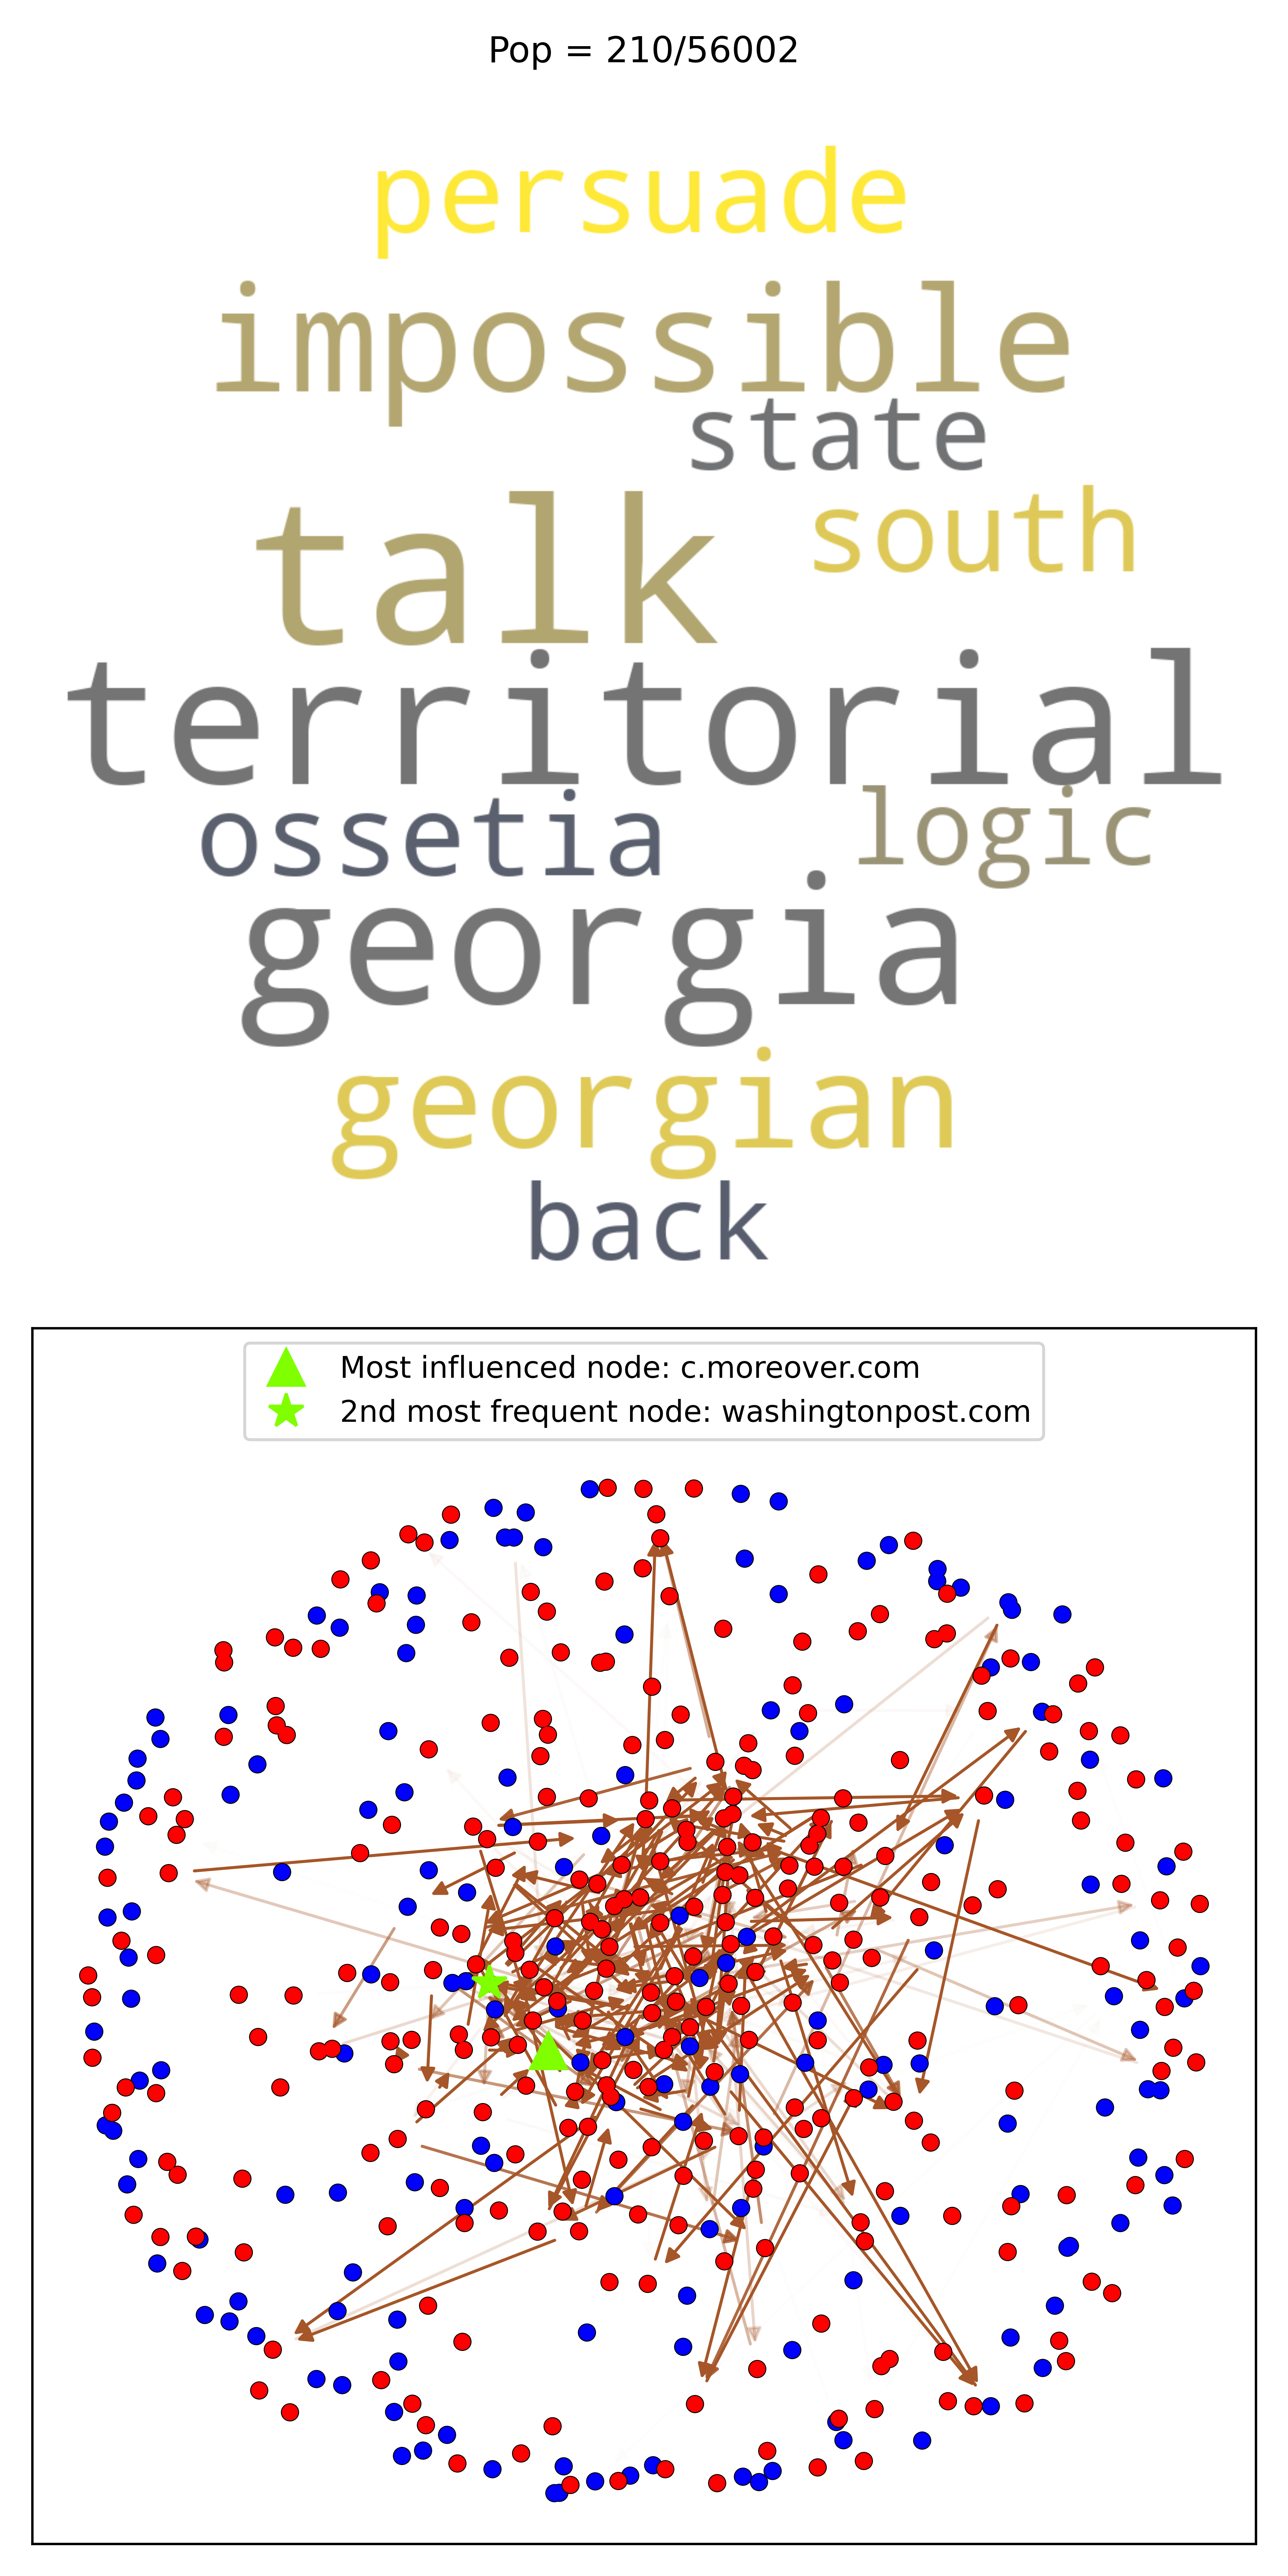 Pop = 210/56002
persuade
impossible
state
talk
south
territorial
ossetia
logic
georgia
georgian
back
Most influenced node: c.moreover.com
2nd most frequent node: washingtonpost.com